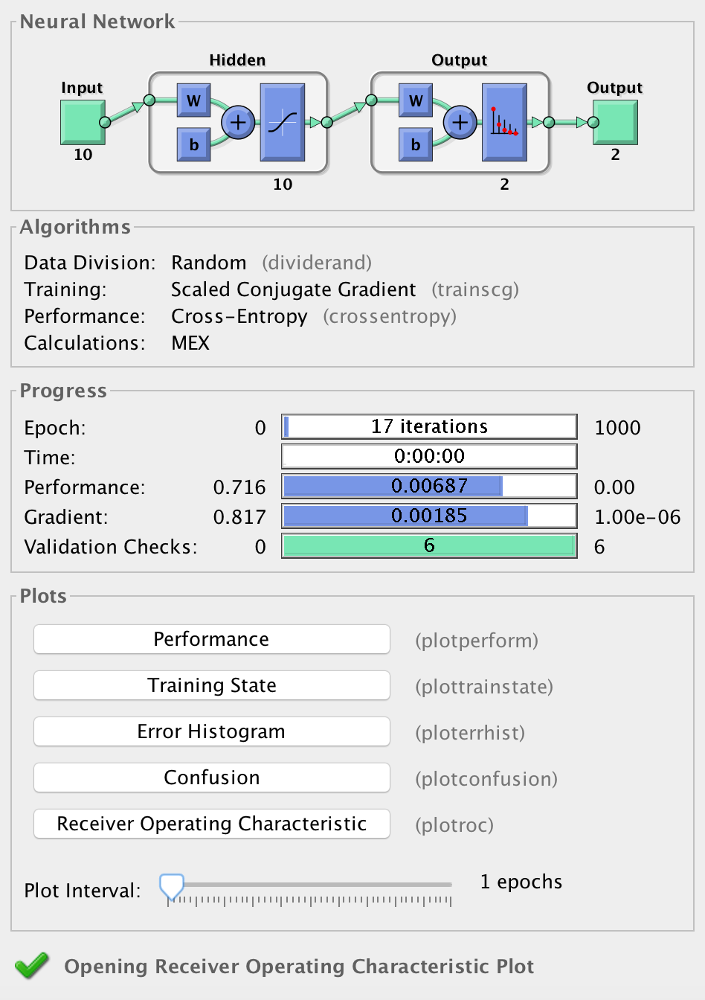 Neural Network
Hidden
Output
Input
Output
W
b
+
W
b
+
10
2
10
2
Algorithms
Data Division: Random (dividerand)
Training: Scaled Conjugate Gradient (trainscg)
Performance: Cross-Entropy (crossentropy)
Calculations: MEX
Progress
Epoch: 0 17 iterations 1000
Time: 0:00:00
Performance: 0.716 0.00687 0.00
Gradient: 0.817 0.00185 1.00e-06
Validation Checks: 0 6 6
Plots
Performance (plotperform)
Training State (plottrainstate)
Error Histogram (ploterrhist)
Confusion (plotconfusion)
Receiver Operating Characteristic (plotroc)
Plot Interval: 1 epochs
Opening Receiver Operating Characteristic Plot